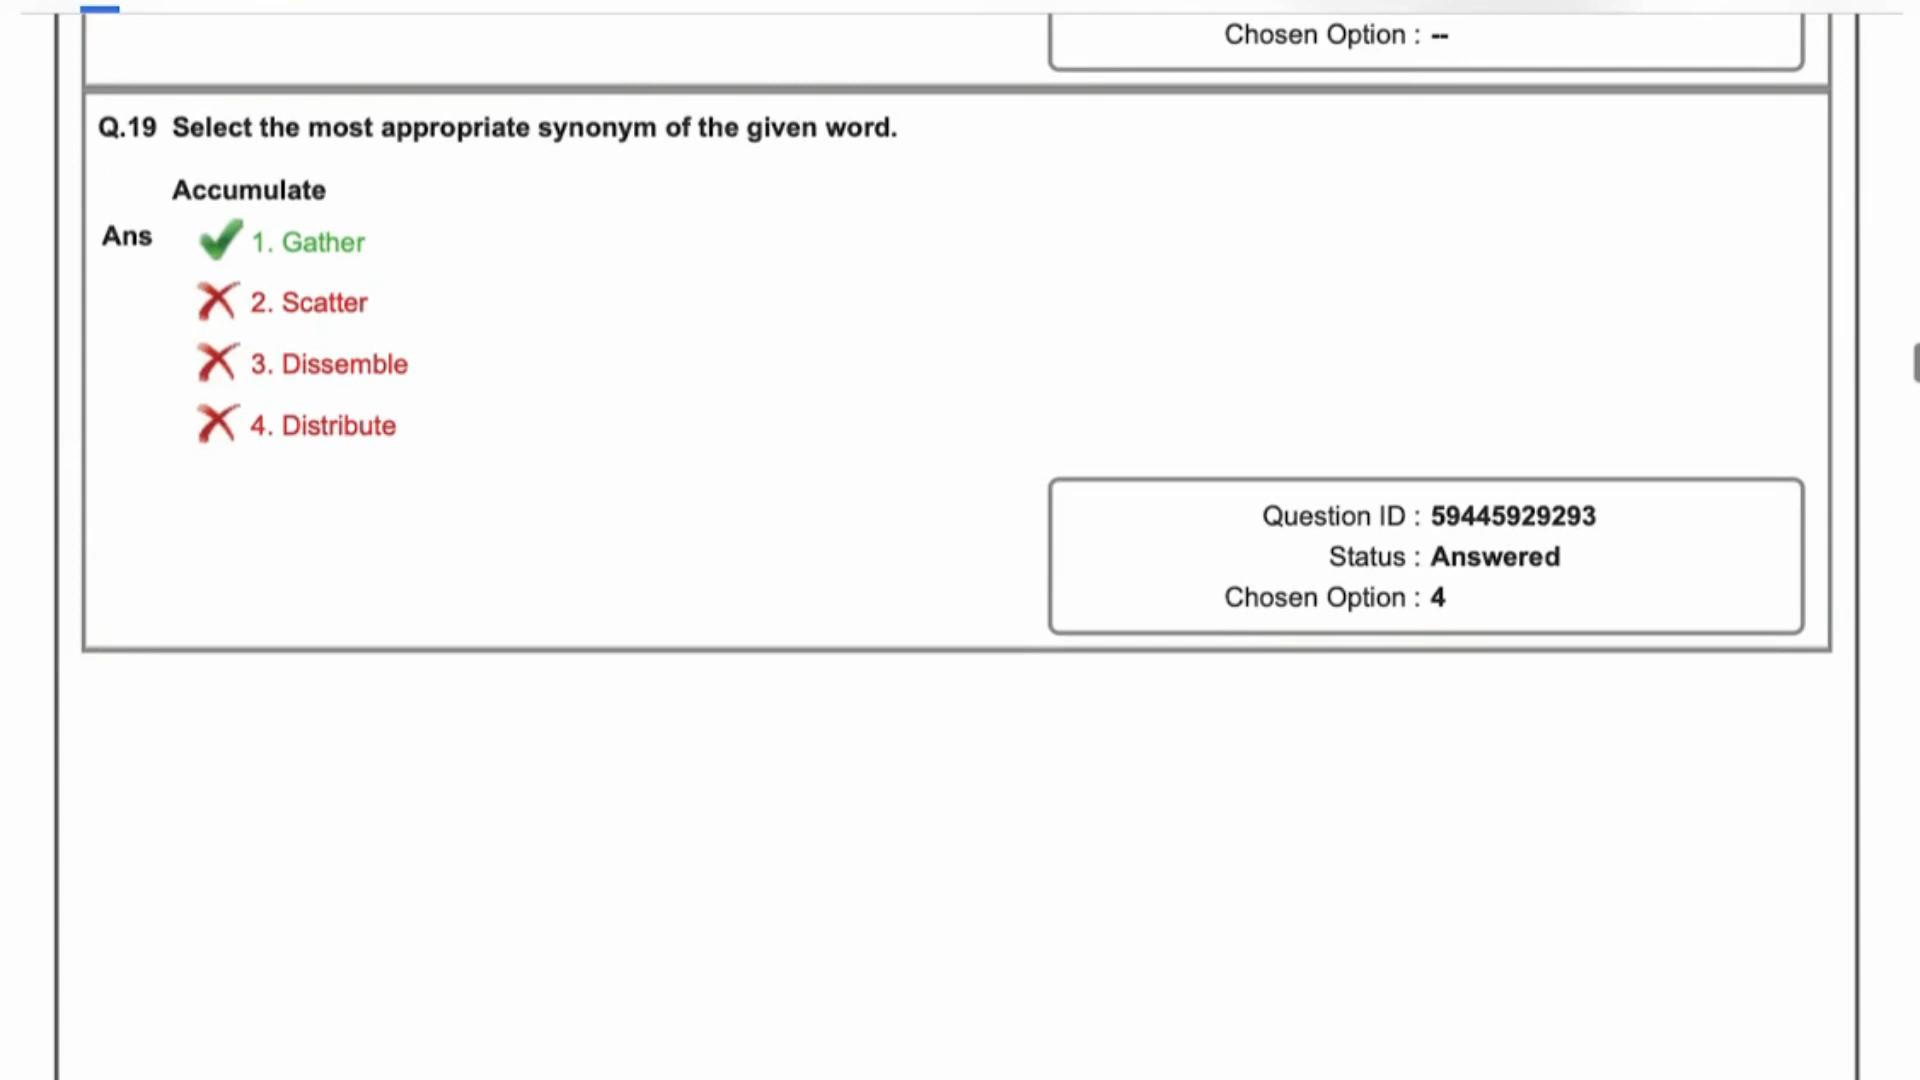 Chosen Option : --
Q.19 Select the most appropriate synonym of the given word.
Accumulate
Ans 1. Gather
2. Scatter
3. Dissemble
4. Distribute
Question ID : 59445929293
Status : Answered
Chosen Option : 4